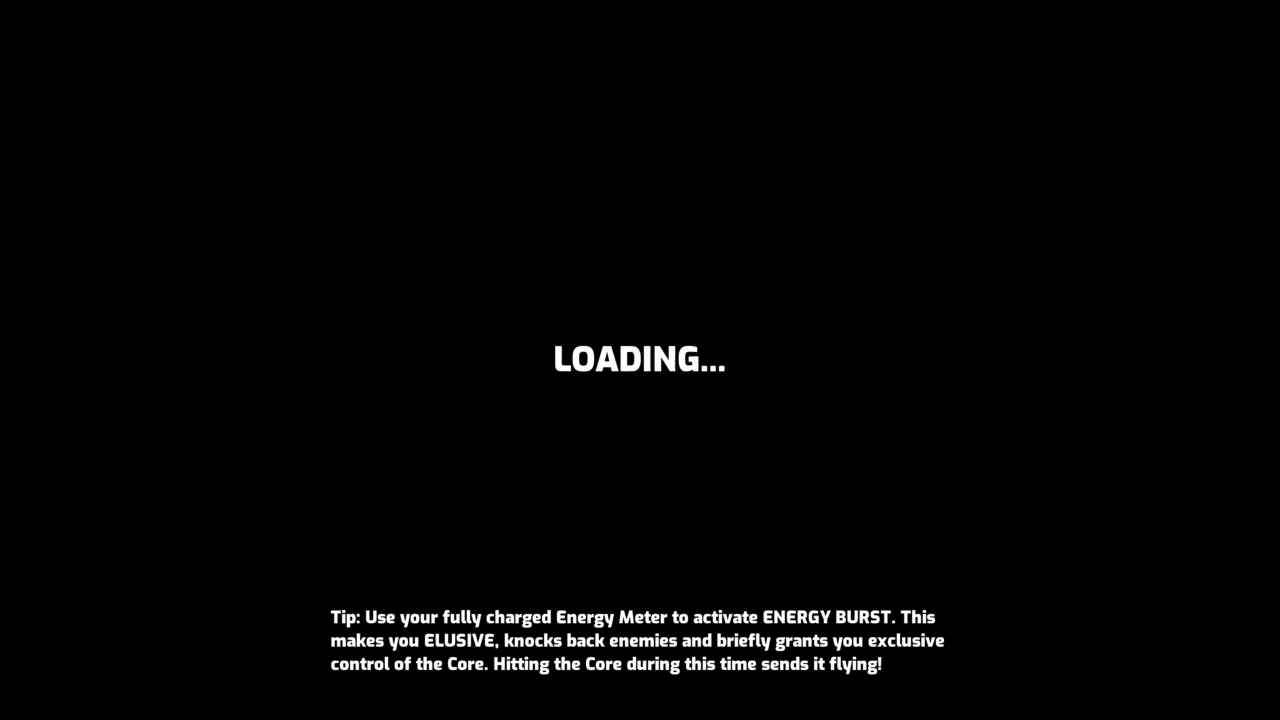 LOADING...
Tip: Use your fully charged Energy Meter to activate ENERGY BURST. This
makes you ELUSIVE, knocks back enemies and briefly grants you exclusive
control of the Core. Hitting the Core during this time sends it flying!